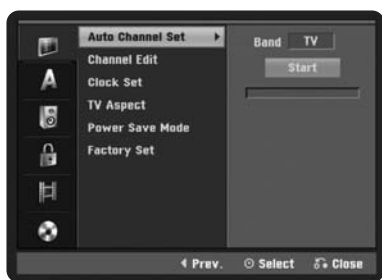 Auto Channel Set
Channel Edit
Clock Set
TV Aspect
Power Save Mode
Factory Set
Band TV
Start
A
Prev. Select Close